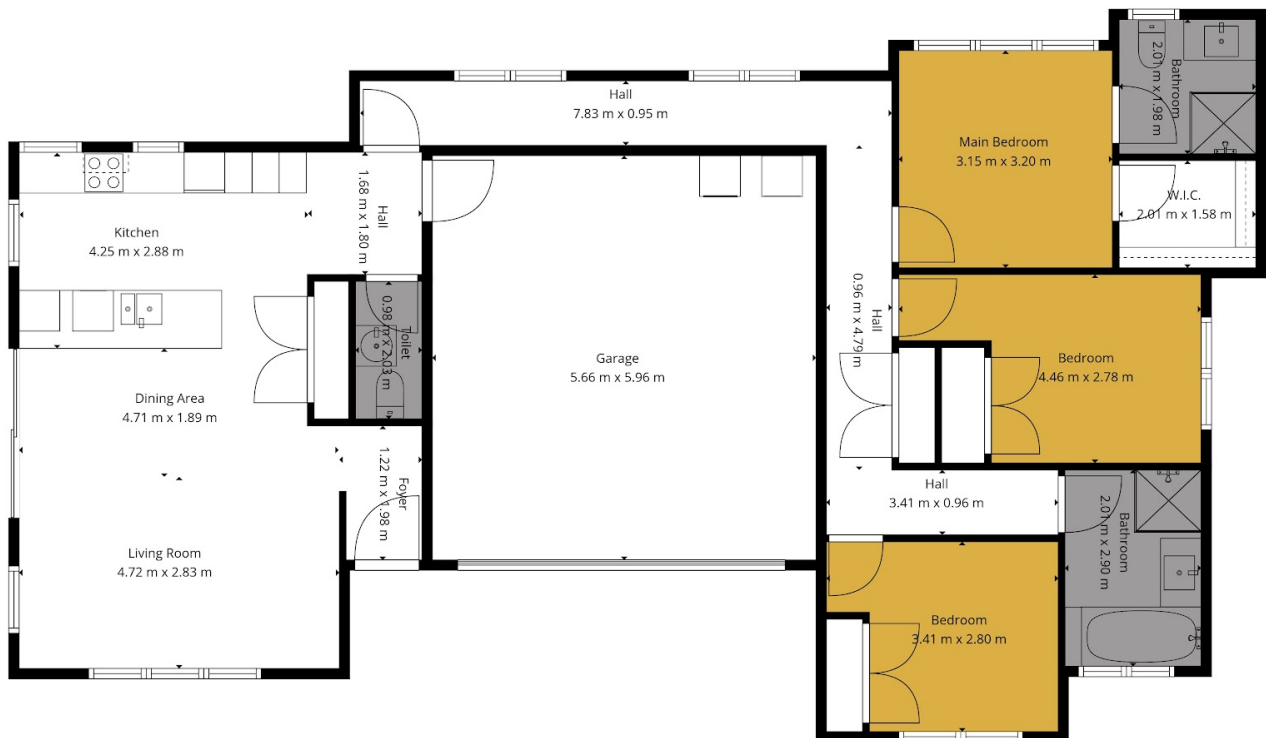 Hall
7.83 m x 0.95 m
Bathroom
2.01 m x 1.98 m
Main Bedroom
3.15 m x 3.20 m
W.I.C.
2.01 m x 1.58 m
Hall
1.68 m x 1.80 m
Kitchen
4.25 m x 2.88 m
Toilet
0.98 m x 2.03 m
Hall
0.96 m x 4.79 m
Garage
5.66 m x 5.96 m
Bedroom
4.46 m x 2.78 m
Dining Area
4.71 m x 1.89 m
Foyer
1.22 m x 1.98 m
Hall
3.41 m x 0.96 m
Bathroom
2.01 m x 2.90 m
Living Room
4.72 m x 2.83 m
Bedroom
3.41 m x 2.80 m